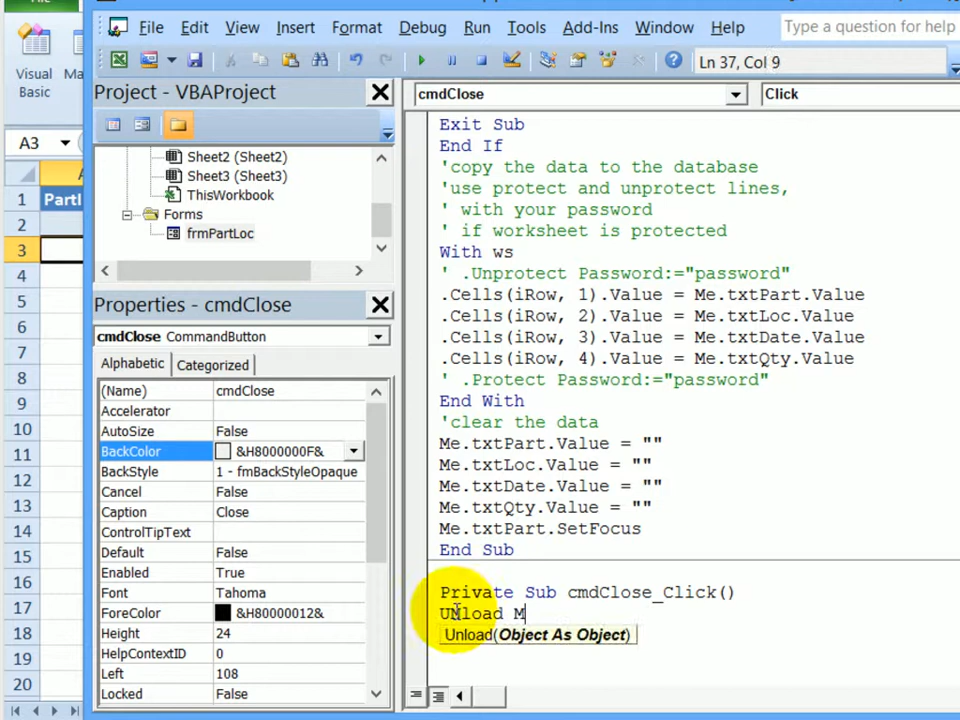 File
Visual
Basic
Ma
A3
PartI
1
2
3
4
5
6
7
8
9
10
11
12
13
14
15
16
17
18
19
20
File Edit View Insert Format Debug Run Tools Add-Ins Window Help Type a question for help
Ln 37, Col 9
Project - VBAProject
Sheet2 (Sheet2)
Sheet3 (Sheet3)
ThisWorkbook
Forms
frmPartLoc
Properties - cmdClose
cmdClose CommandButton
Alphabetic Categorized
(Name) cmdClose
Accelerator
AutoSize False
BackColor &H8000000F&
BackStyle 1 - fmBackStyleOpaque
Cancel False
Caption Close
ControlTipText
Default False
Enabled True
Font Tahoma
ForeColor &H80000012&
Height 24
HelpContextID 0
Left 108
Locked False
cmdClose Click
Exit Sub
End If
'copy the data to the database
'use protect and unprotect lines,
' with your password
' if worksheet is protected
With ws
' .Unprotect Password:="password"
.Cells(iRow, 1).Value = Me.txtPart.Value
.Cells(iRow, 2).Value = Me.txtLoc.Value
.Cells(iRow, 3).Value = Me.txtDate.Value
.Cells(iRow, 4).Value = Me.txtQty.Value
' .Protect Password:="password"
End With
'clear the data
Me.txtPart.Value = ""
Me.txtLoc.Value = ""
Me.txtDate.Value = ""
Me.txtQty.Value = ""
Me.txtPart.SetFocus
End Sub
Private Sub cmdClose_Click()
Unload M
Unload(Object As Object)